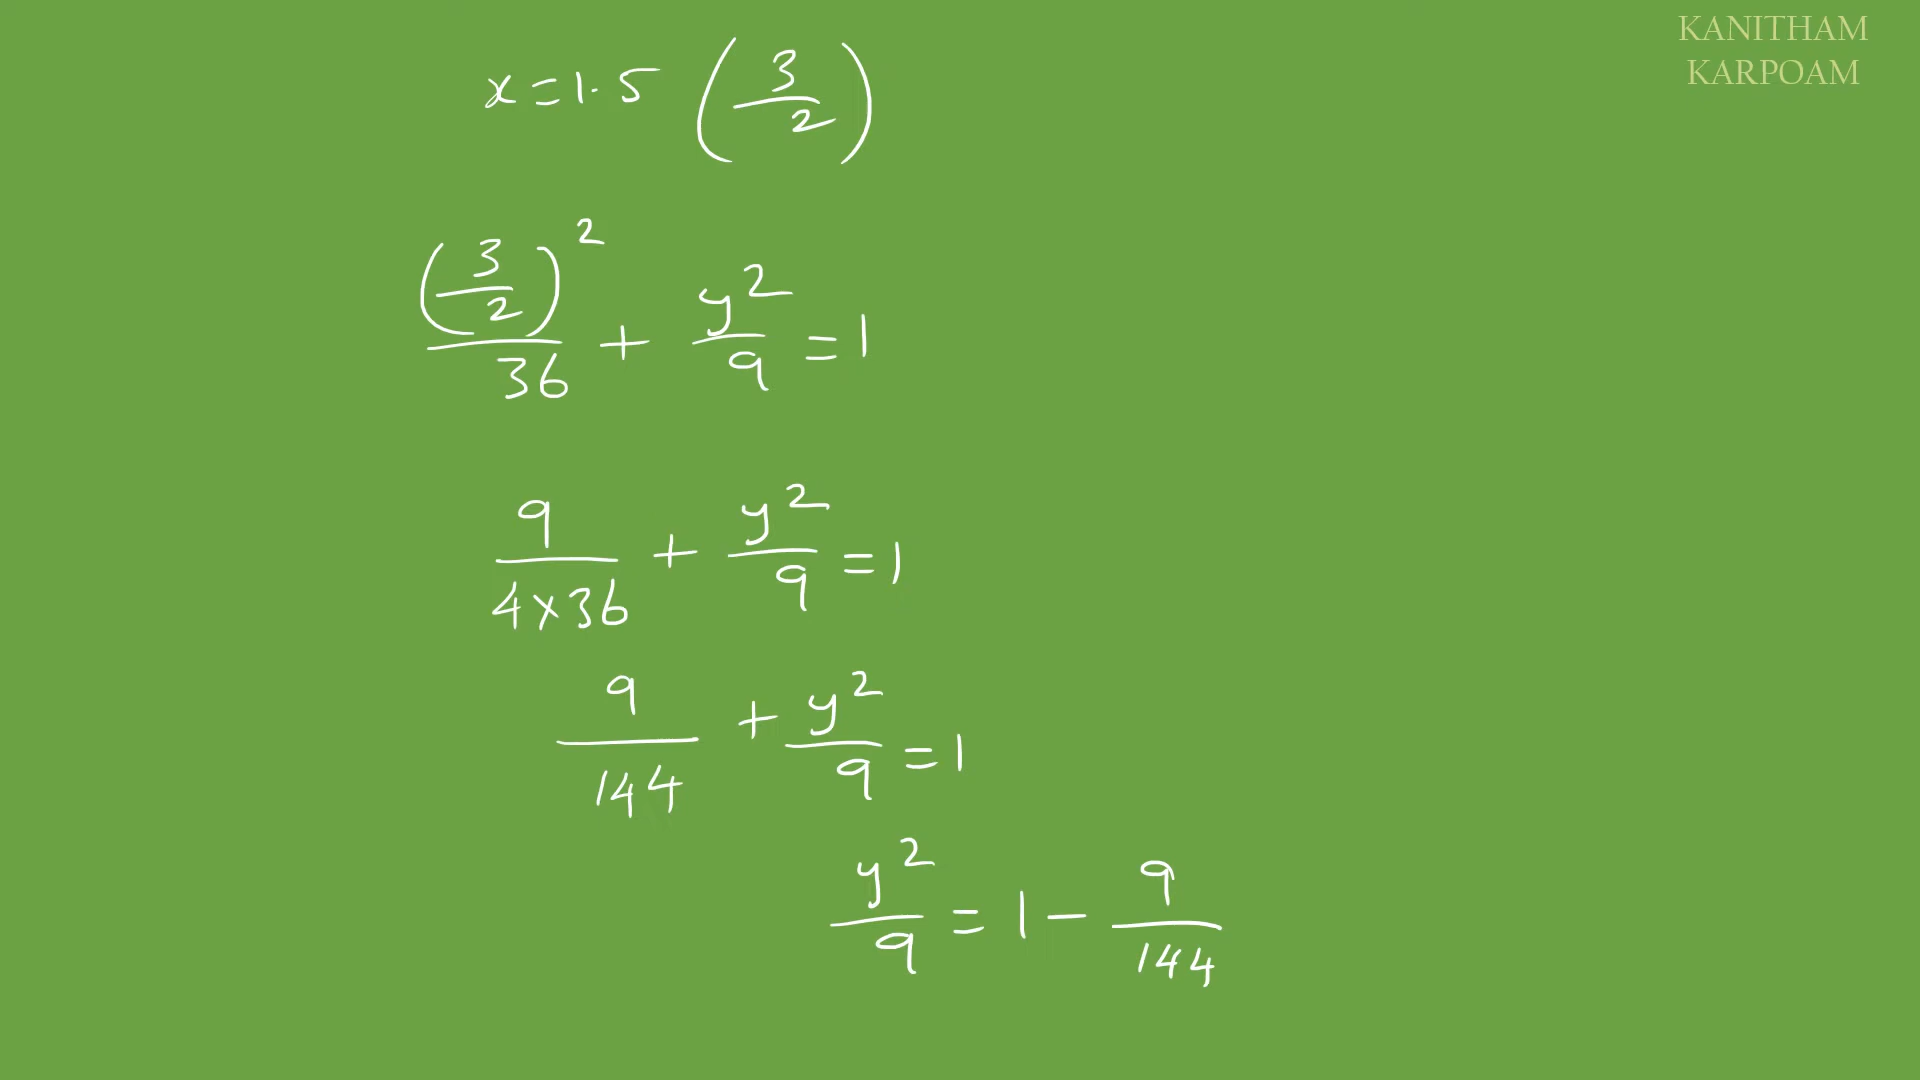 KANITHAM
KARPOAM
x = 1.5 (3/2)
(3/2)²/36 + y²/9 = 1
9/4×36 + y²/9 = 1
9/144 + y²/9 = 1
y²/9 = 1 − 9/144